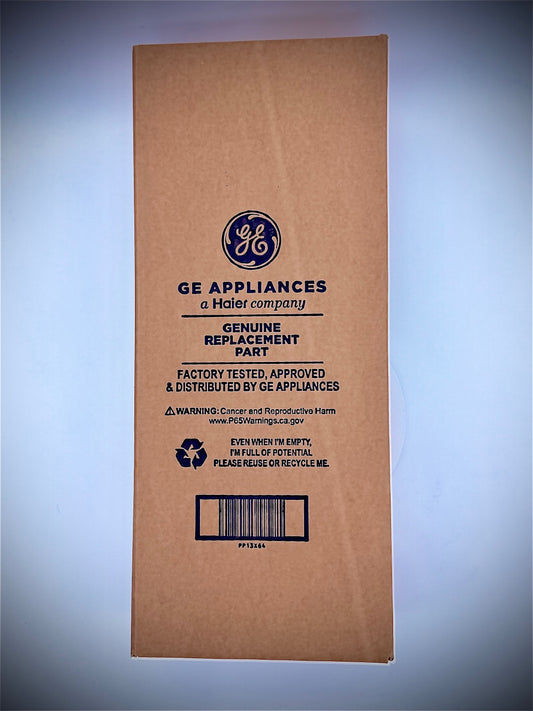 GE
GE APPLIANCES
a Haier company
GENUINE
REPLACEMENT
PART
FACTORY TESTED, APPROVED
& DISTRIBUTED BY GE APPLIANCES
WARNING: Cancer and Reproductive Harm
www.P65Warnings.ca.gov
EVEN WHEN I'M EMPTY,
I'M FULL OF POTENTIAL
PLEASE REUSE OR RECYCLE ME.
PP13X64